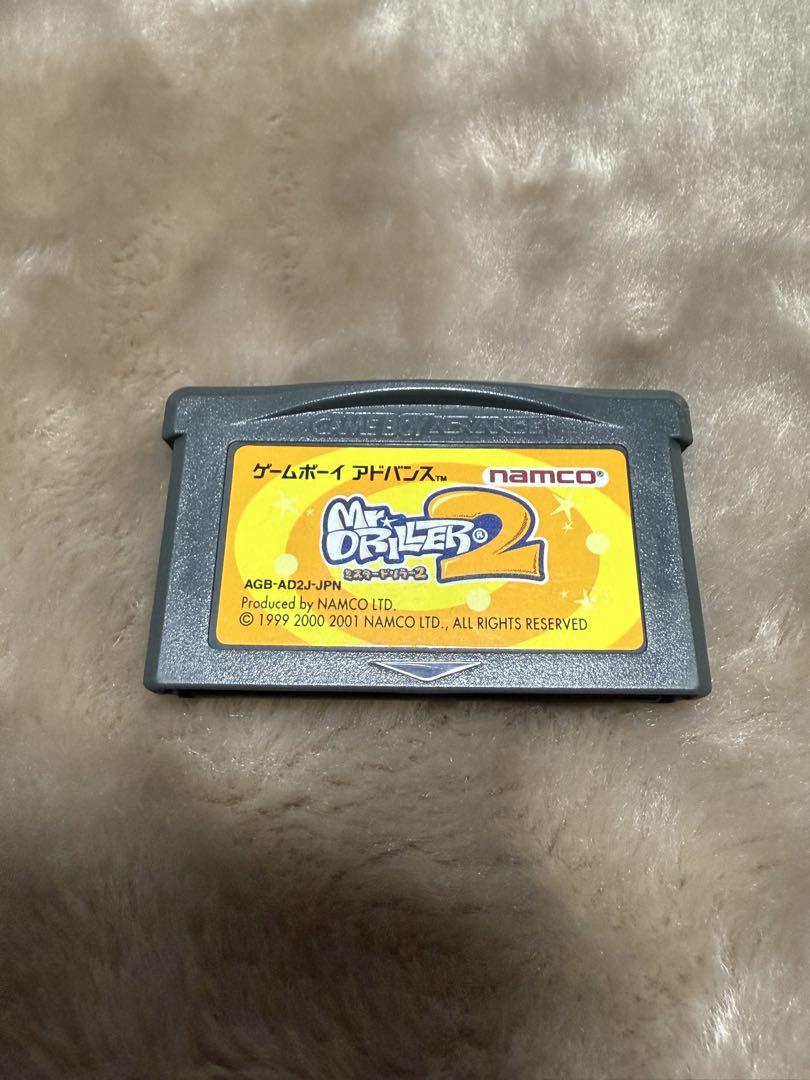 GAME BOY ADVANCE
ゲームボーイ アドバンス™ namco®
Mr.
DRILLER® 2
ミスタードリラー2
AGB-AD2J-JPN
Produced by NAMCO LTD.
© 1999 2000 2001 NAMCO LTD., ALL RIGHTS RESERVED